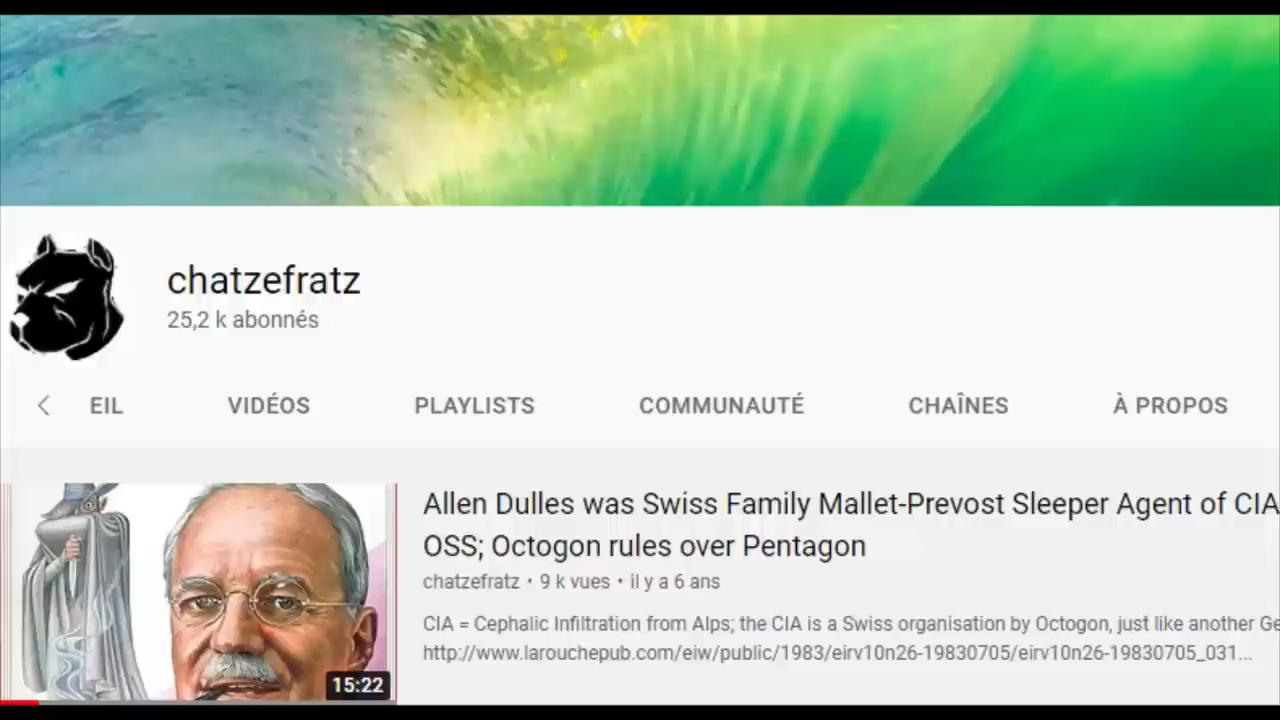 chatzefratz
25,2 k abonnés
EIL VIDÉOS PLAYLISTS COMMUNAUTÉ CHAÎNES À PROPOS
Allen Dulles was Swiss Family Mallet-Prevost Sleeper Agent of CIA
OSS; Octogon rules over Pentagon
chatzefratz • 9 k vues • il y a 6 ans
CIA = Cephalic Infiltration from Alps; the CIA is a Swiss organisation by Octogon, just like another Ge
http://www.larouchepub.com/eiw/public/1983/eirv10n26-19830705/eirv10n26-19830705_031...
15:22